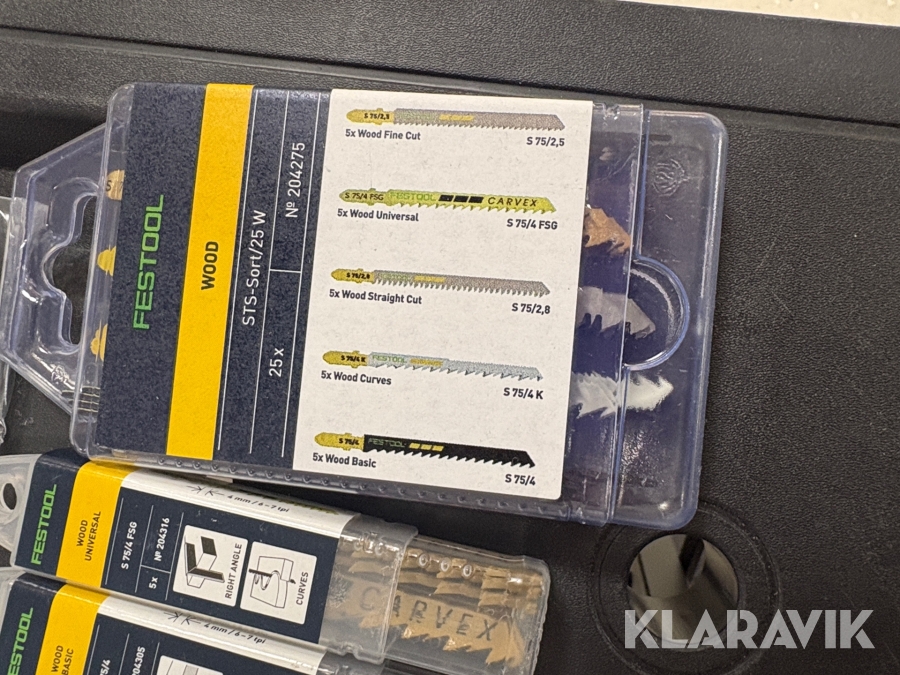 FESTOOL
WOOD
STS-Sort/25 W
25 x
Nº 204275
S 75/2,5
5x Wood Fine Cut
S 75/2,5
S 75/4 FSG
FESTOOL
CARVEX
5x Wood Universal
S 75/4 FSG
S 75/2,8
5x Wood Straight Cut
S 75/2,8
S 75/4 K
FESTOOL
5x Wood Curves
S 75/4 K
S 75/4
FESTOOL
5x Wood Basic
S 75/4
FESTOOL
WOOD
UNIVERSAL
S 75/4 FSG
5x
Nº 204316
4 mm / 6-7 tpi
RIGHT ANGLE
CURVES
CARVEX
ESTOOL
WOOD
BASIC
75/4
204305
4 mm / 6-7 tpi
KLARAVIK